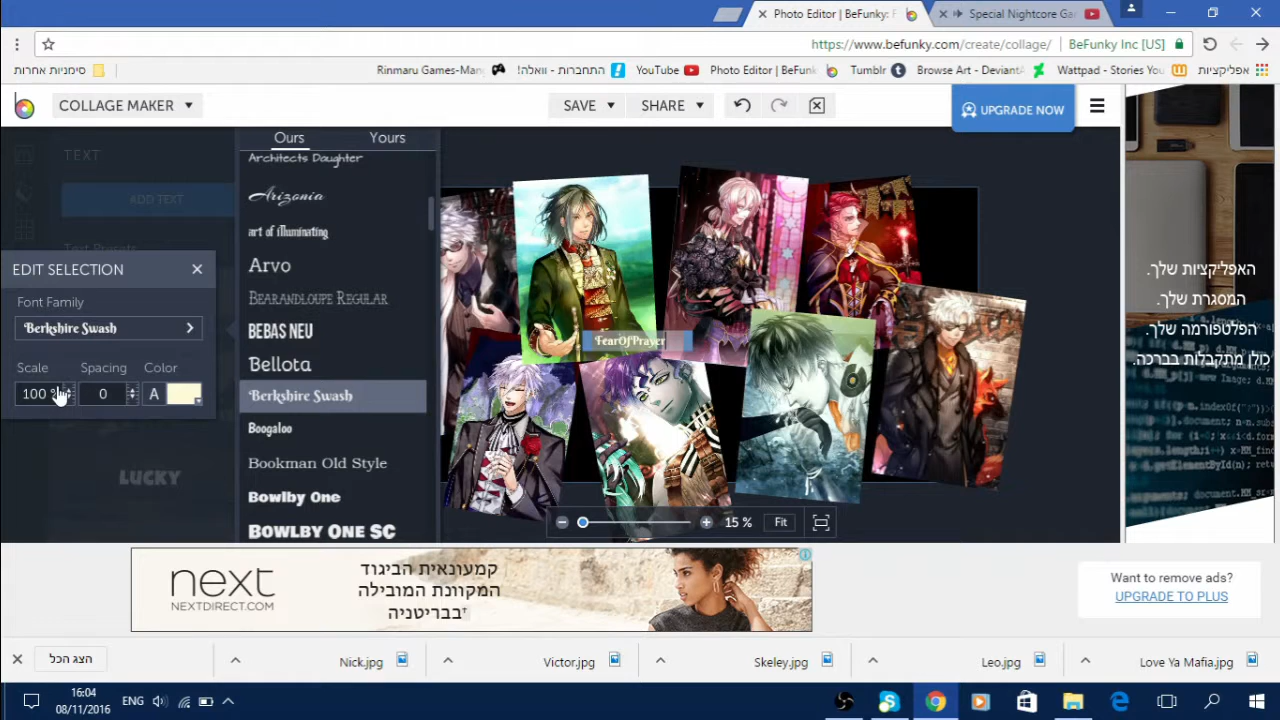 Photo Editor | BeFunky: F
Special Nightcore Ga
https://www.befunky.com/create/collage/
BeFunky Inc [US]
סימניות אחרות
Rinmaru Games-Man
התחברי - וואלה!
YouTube
Photo Editor | BeFunk
Tumblr
Browse Art - Deviant
Wattpad - Stories You
אפליקציות
COLLAGE MAKER
SAVE
SHARE
UPGRADE NOW
TEXT
ADD TEXT
Text Presets
LUCKY
Ours
Yours
Architects Daughter
Arizonia
art of illuminating
Arvo
BEARANDLOUPE REGULAR
BEBAS NEU
Bellota
Berkshire Swash
Boogaloo
Bookman Old Style
Bowlby One
BOWLBY ONE SC
EDIT SELECTION
Font Family
Berkshire Swash
Scale
Spacing
Color
100 %
0
A
FearOfPrayer
15 %
Fit
האפליקציות שלך.
המסגרת שלך.
הפלטפורמה שלך.
כולן מתקבלות בברכה.
next
NEXTDIRECT.COM
קמעונאית הביגוד
המקוונת המובילה
בבריטניה†
Want to remove ads?
UPGRADE TO PLUS
הצג הכל
Nick.jpg
Victor.jpg
Skeley.jpg
Leo.jpg
Love Ya Mafia.jpg
16:04
08/11/2016
ENG